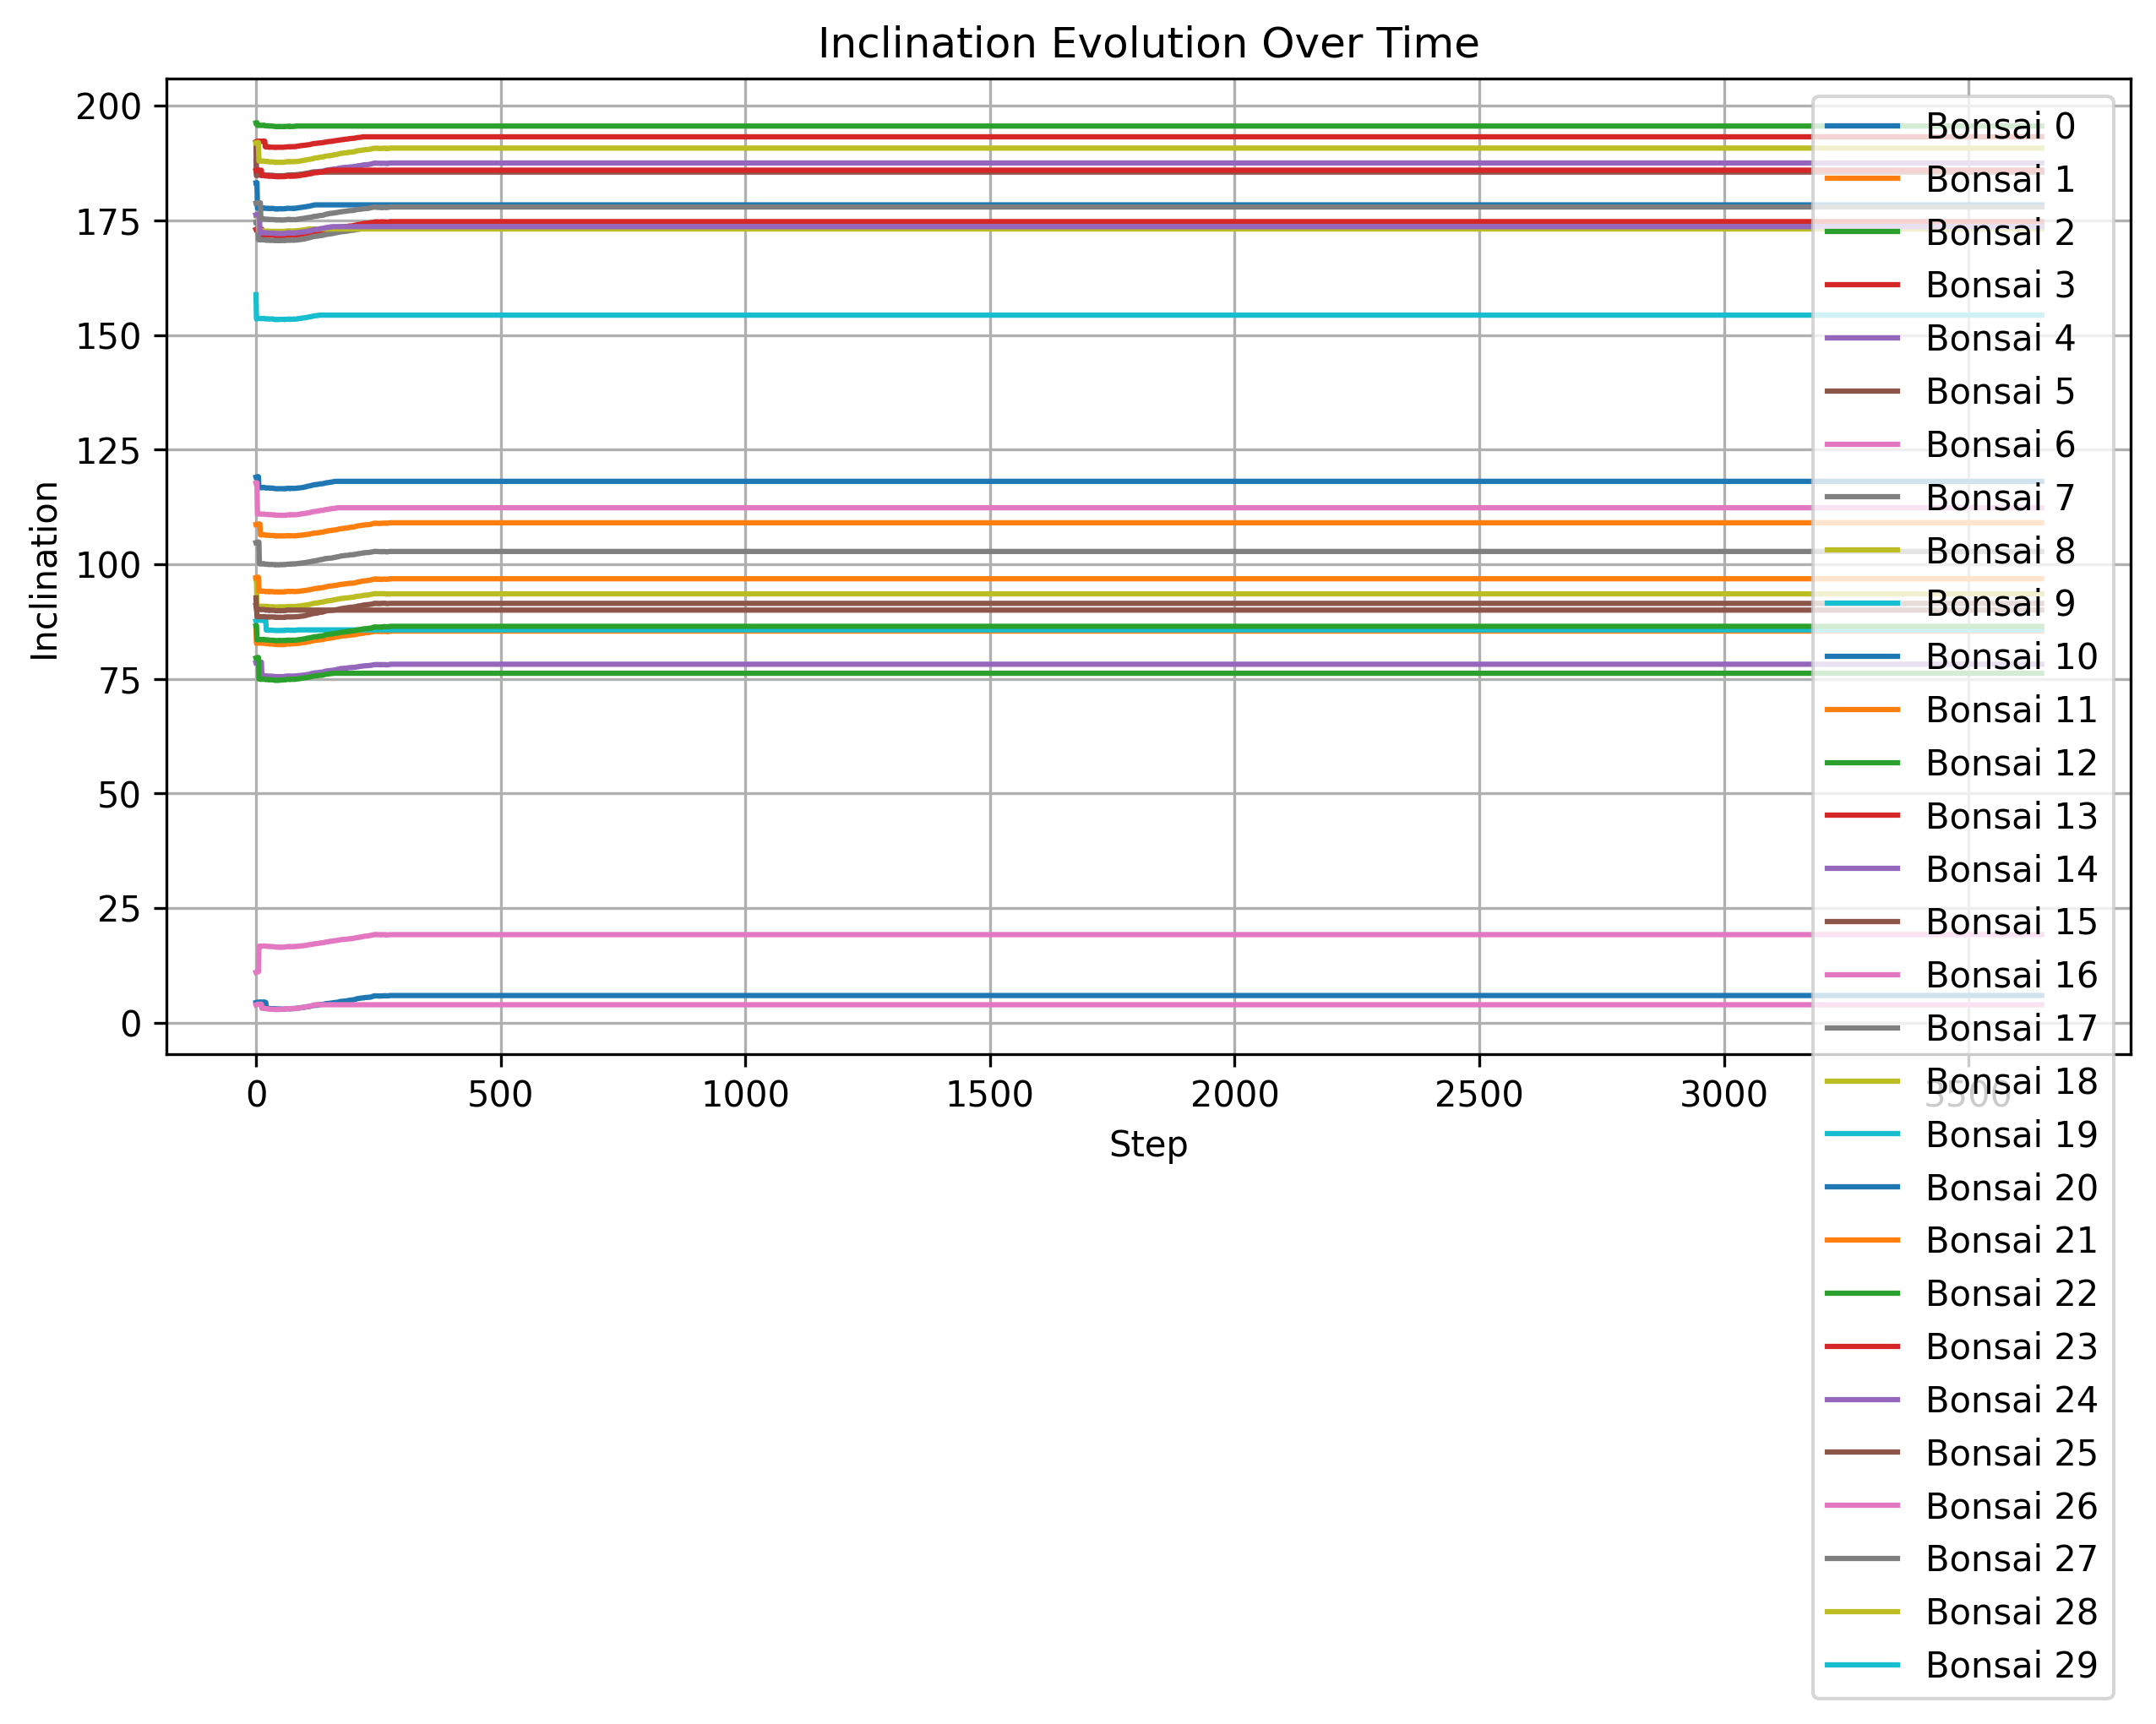 Inclination Evolution Over Time
Inclination
200
175
150
125
100
75
50
25
0
0 500 1000 1500 2000 2500 3000 3500
Step
Bonsai 0
Bonsai 1
Bonsai 2
Bonsai 3
Bonsai 4
Bonsai 5
Bonsai 6
Bonsai 7
Bonsai 8
Bonsai 9
Bonsai 10
Bonsai 11
Bonsai 12
Bonsai 13
Bonsai 14
Bonsai 15
Bonsai 16
Bonsai 17
Bonsai 18
Bonsai 19
Bonsai 20
Bonsai 21
Bonsai 22
Bonsai 23
Bonsai 24
Bonsai 25
Bonsai 26
Bonsai 27
Bonsai 28
Bonsai 29